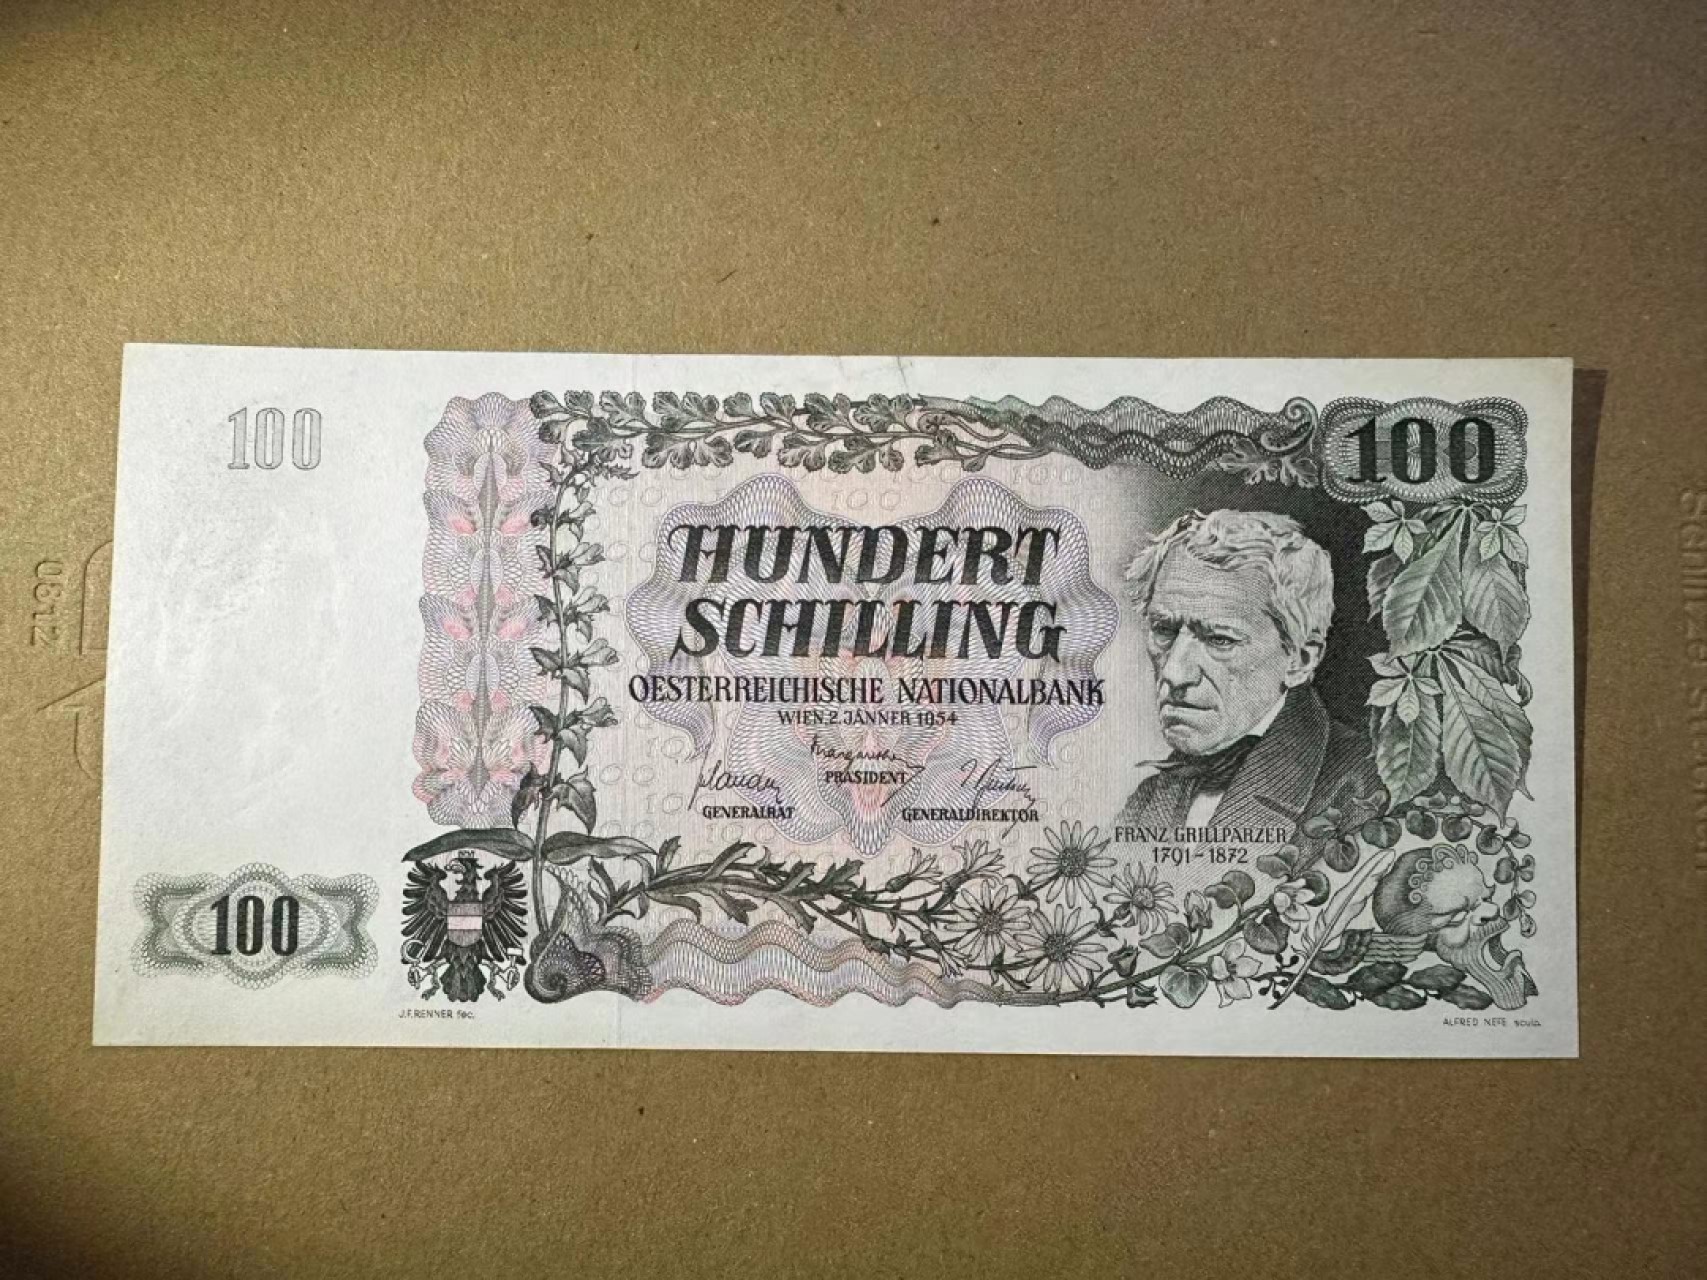 100
100
HUNDERT
SCHILLING
OESTERREICHISCHE NATIONALBANK
WIEN, 2. JÄNNER 1954
PRÄSIDENT
GENERALRAT
GENERALDIREKTOR
FRANZ GRILLPARZER
1791–1872
100
J.F.RENNER fec.
ALFRED NEFE sculp.